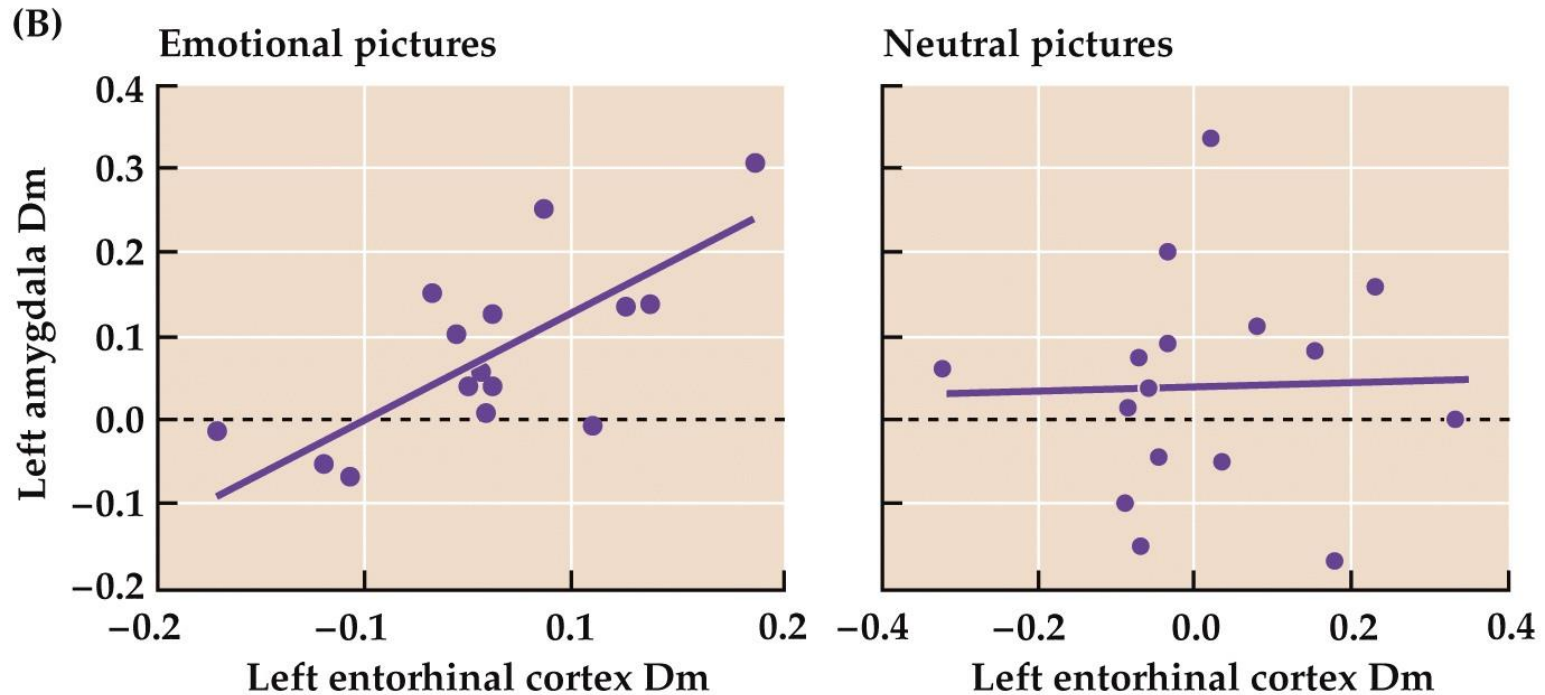 (B)
Emotional pictures
Neutral pictures
Left amygdala Dm
0.4
0.3
0.2
0.1
0.0
−0.1
−0.2
−0.2 −0.1 0.1 0.2
−0.4 −0.2 0.0 0.2 0.4
Left entorhinal cortex Dm
Left entorhinal cortex Dm